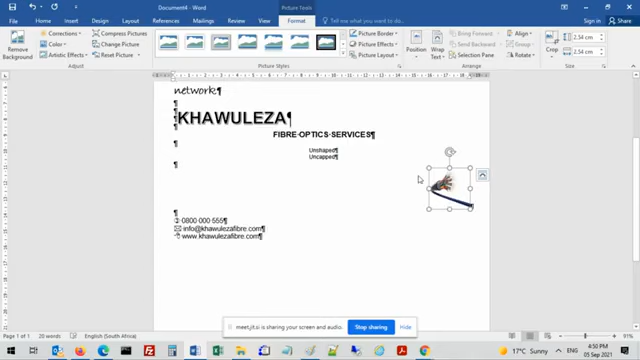 Document4 - Word
Picture Tools
Sign in
Share
File
Home
Insert
Design
Layout
References
Mailings
Review
View
Format
Tell me what you want to do...
Remove Background
Corrections
Color
Artistic Effects
Compress Pictures
Change Picture
Reset Picture
Picture Border
Picture Effects
Picture Layout
Position
Wrap Text
Bring Forward
Send Backward
Selection Pane
Align
Group
Rotate
Crop
2.54 cm
2.54 cm
Adjust
Picture Styles
Arrange
Size
network¶
KHAWULEZA¶
FIBRE·OPTICS·SERVICES¶
Unshaped¶
Uncapped¶
0800·000·555¶
info@khawulezafibre.com¶
www.khawulezafibre.com¶
meet.jit.si is sharing your screen and audio.
Stop sharing
Hide
Page 1 of 1
20 words
English (South Africa)
91%
17°C Sunny
4:50 PM
05 Sep 2021